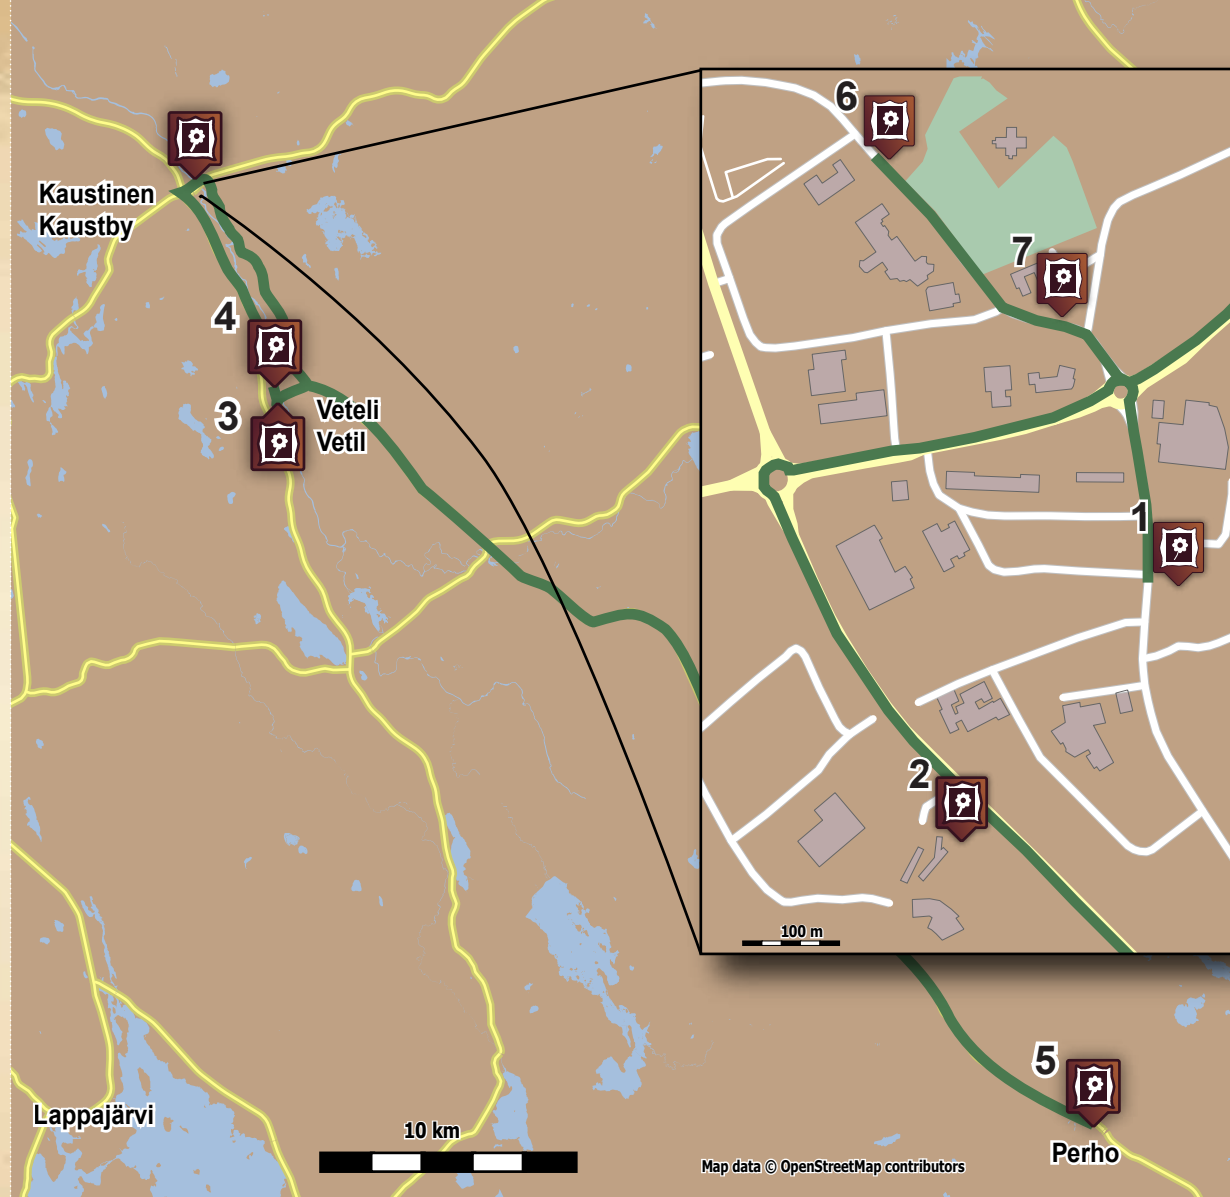 6
Kaustinen
Kaustby
7
4
Veteli
Vetil
3
1
2
100 m
5
Lappajärvi
10 km
Perho
Map data © OpenStreetMap contributors